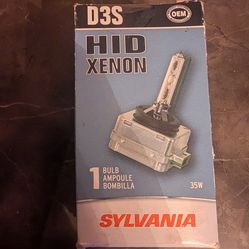 D3S
OEM
HID
XENON
1 BULB
AMPOULE
BOMBILLA
35W
SYLVANIA